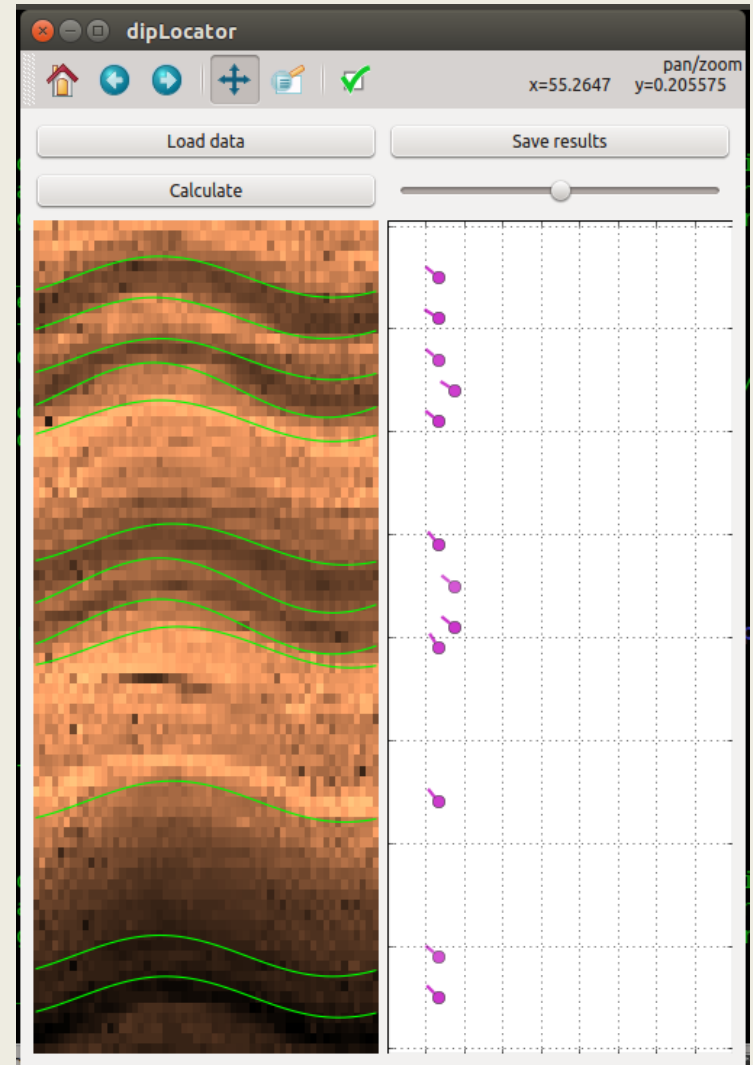 dipLocator
pan/zoom
x=55.2647 y=0.205575
Load data
Save results
Calculate